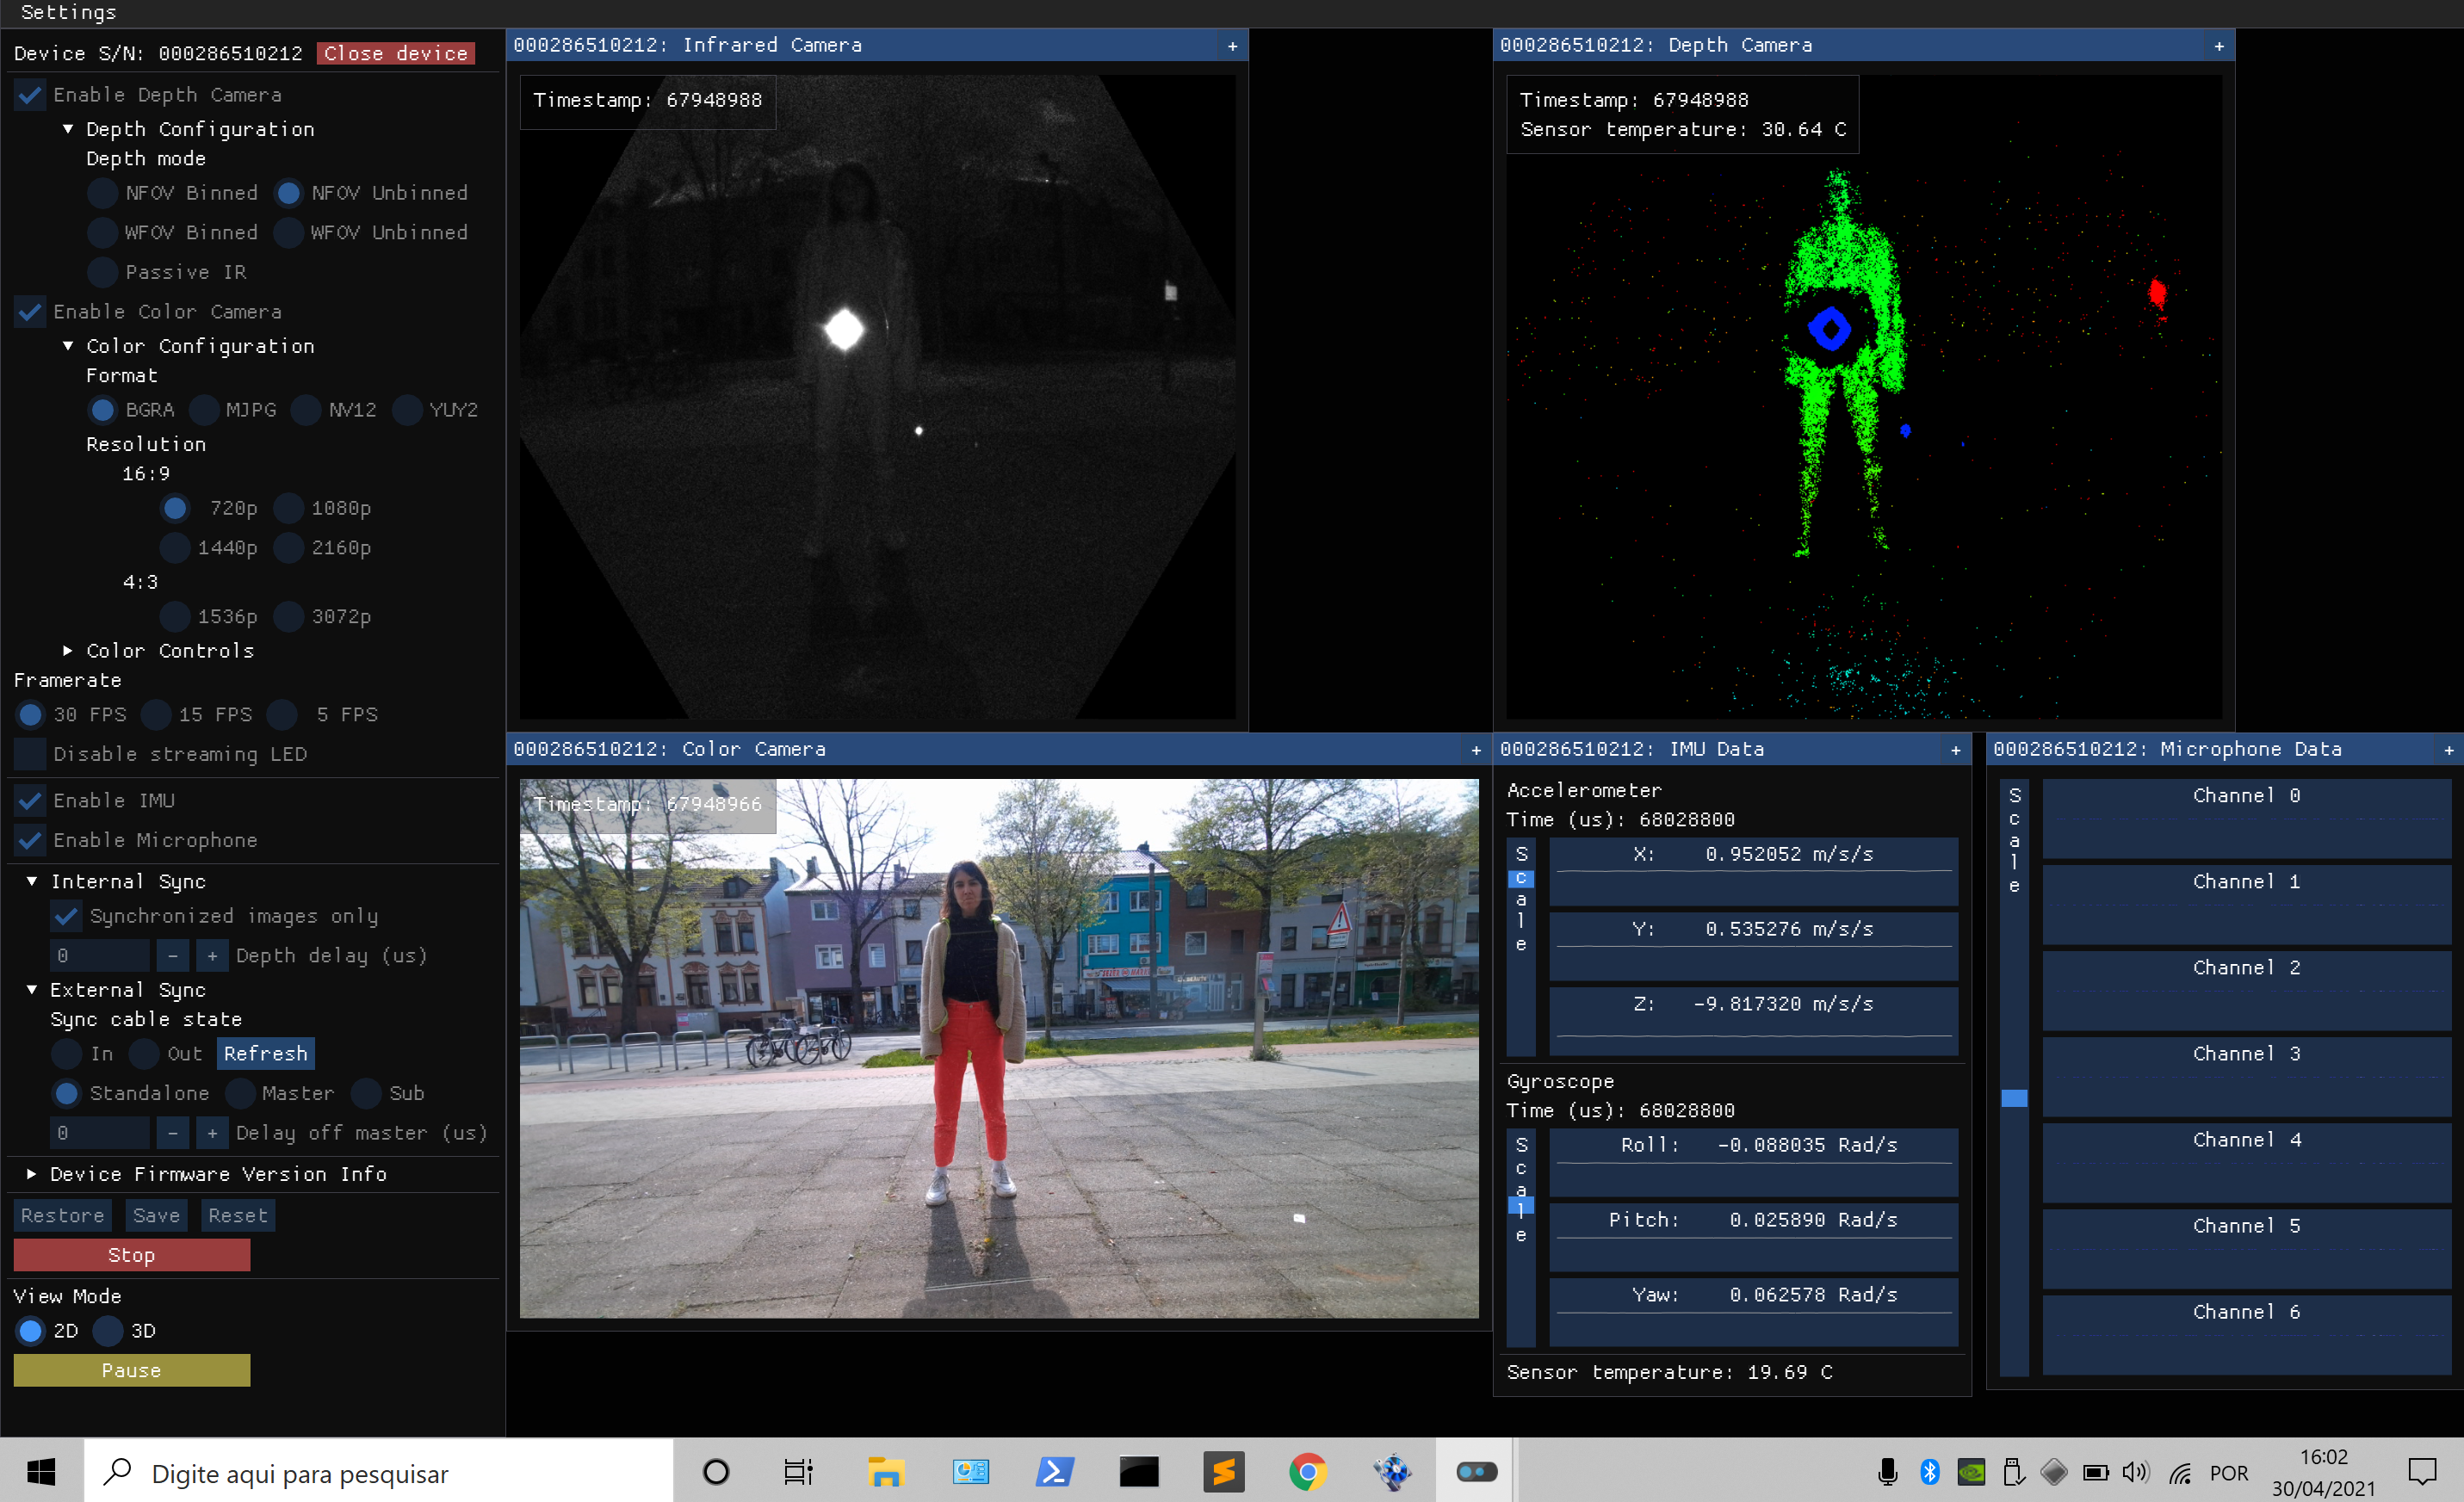 Settings
Device S/N: 000286510212 Close device
Enable Depth Camera
Depth Configuration
Depth mode
NFOV Binned NFOV Unbinned
WFOV Binned WFOV Unbinned
Passive IR
Enable Color Camera
Color Configuration
Format
BGRA MJPG NV12 YUY2
Resolution
16:9
720p 1080p
1440p 2160p
4:3
1536p 3072p
Color Controls
Framerate
30 FPS 15 FPS 5 FPS
Disable streaming LED
Enable IMU
Enable Microphone
Internal Sync
Synchronized images only
0 - + Depth delay (us)
External Sync
Sync cable state
In Out Refresh
Standalone Master Sub
0 - + Delay off master (us)
Device Firmware Version Info
Restore Save Reset
Stop
View Mode
2D 3D
Pause
000286510212: Infrared Camera +
Timestamp: 67948988
000286510212: Depth Camera +
Timestamp: 67948988
Sensor temperature: 30.64 C
000286510212: Color Camera +
Timestamp: 67948966
000286510212: IMU Data +
Accelerometer
Time (us): 68028800
Scale
X: 0.952052 m/s/s
Y: 0.535276 m/s/s
Z: -9.817320 m/s/s
Gyroscope
Time (us): 68028800
Scale
Roll: -0.088035 Rad/s
Pitch: 0.025890 Rad/s
Yaw: 0.062578 Rad/s
Sensor temperature: 19.69 C
000286510212: Microphone Data +
Scale
Channel 0
Channel 1
Channel 2
Channel 3
Channel 4
Channel 5
Channel 6
Digite aqui para pesquisar
POR
16:02
30/04/2021